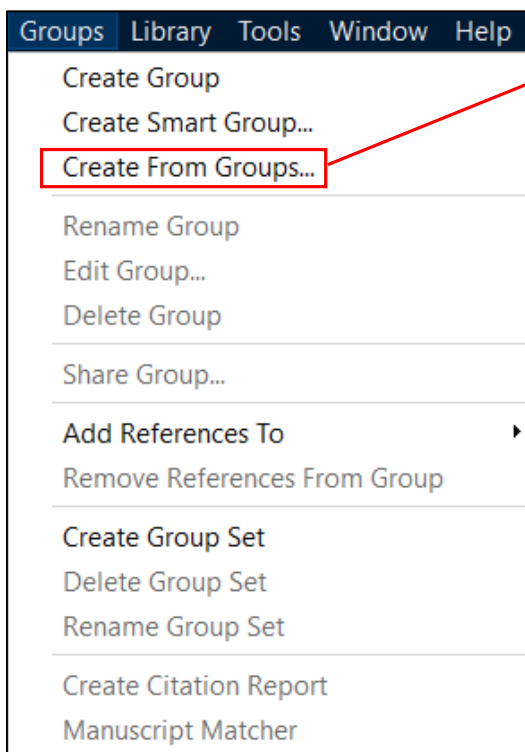 Groups Library Tools Window Help
Create Group
Create Smart Group...
Create From Groups...
Rename Group
Edit Group...
Delete Group
Share Group...
Add References To
Remove References From Group
Create Group Set
Delete Group Set
Rename Group Set
Create Citation Report
Manuscript Matcher